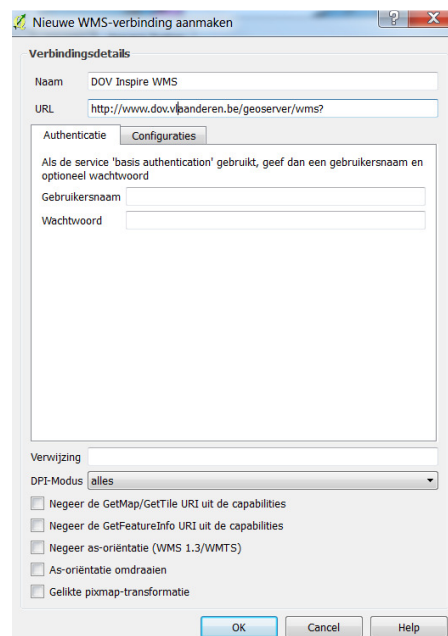 Nieuwe WMS-verbinding aanmaken
? X
Verbindingsdetails
Naam DOV Inspire WMS
URL http://www.dov.vlaanderen.be/geoserver/wms?
Authenticatie Configuraties
Als de service 'basis authentication' gebruikt, geef dan een gebruikersnaam en
optioneel wachtwoord
Gebruikersnaam
Wachtwoord
Verwijzing
DPI-Modus alles
Negeer de GetMap/GetTile URI uit de capabilities
Negeer de GetFeatureInfo URI uit de capabilities
Negeer as-oriëntatie (WMS 1.3/WMTS)
As-oriëntatie omdraaien
Gelikte pixmap-transformatie
OK Cancel Help